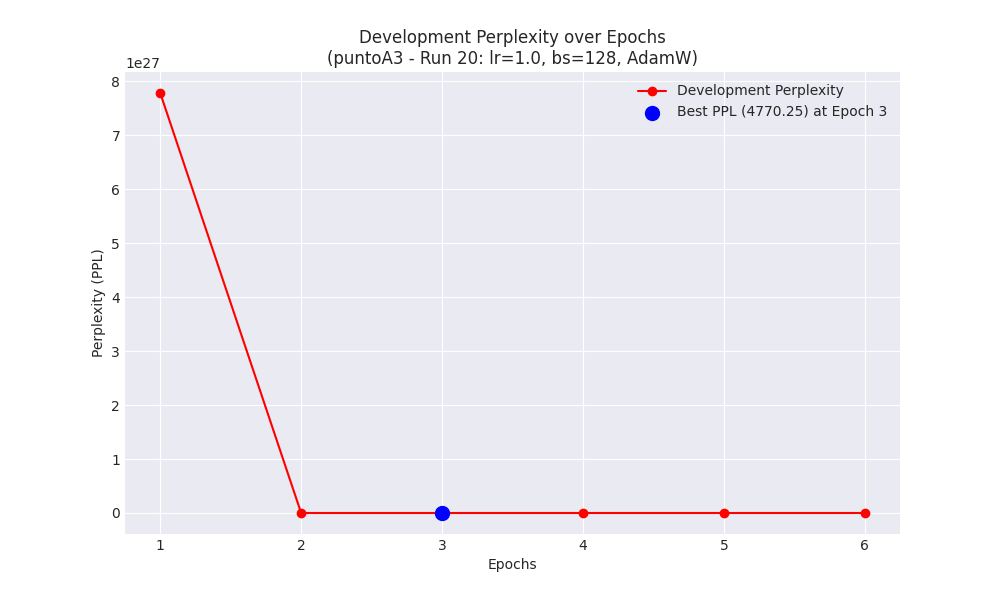 Development Perplexity over Epochs
(puntoA3 - Run 20: lr=1.0, bs=128, AdamW)
1e27
Development Perplexity
Best PPL (4770.25) at Epoch 3
8
7
6
5
4
3
2
1
0
Perplexity (PPL)
1 2 3 4 5 6
Epochs